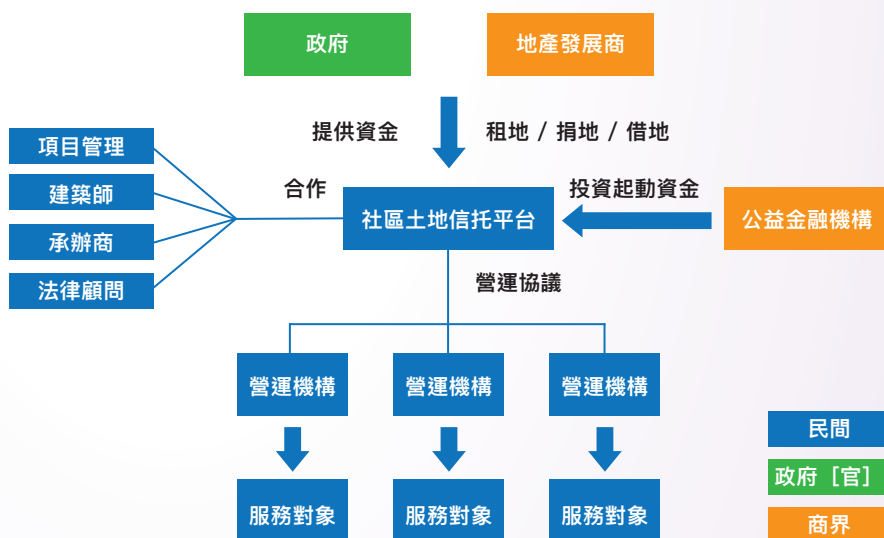 政府
地產發展商
提供資金
租地 / 捐地 / 借地
項目管理
建築師
承辦商
法律顧問
合作
社區土地信托平台
投資起動資金
公益金融機構
營運協議
營運機構
營運機構
營運機構
服務對象
服務對象
服務對象
民間
政府［官］
商界